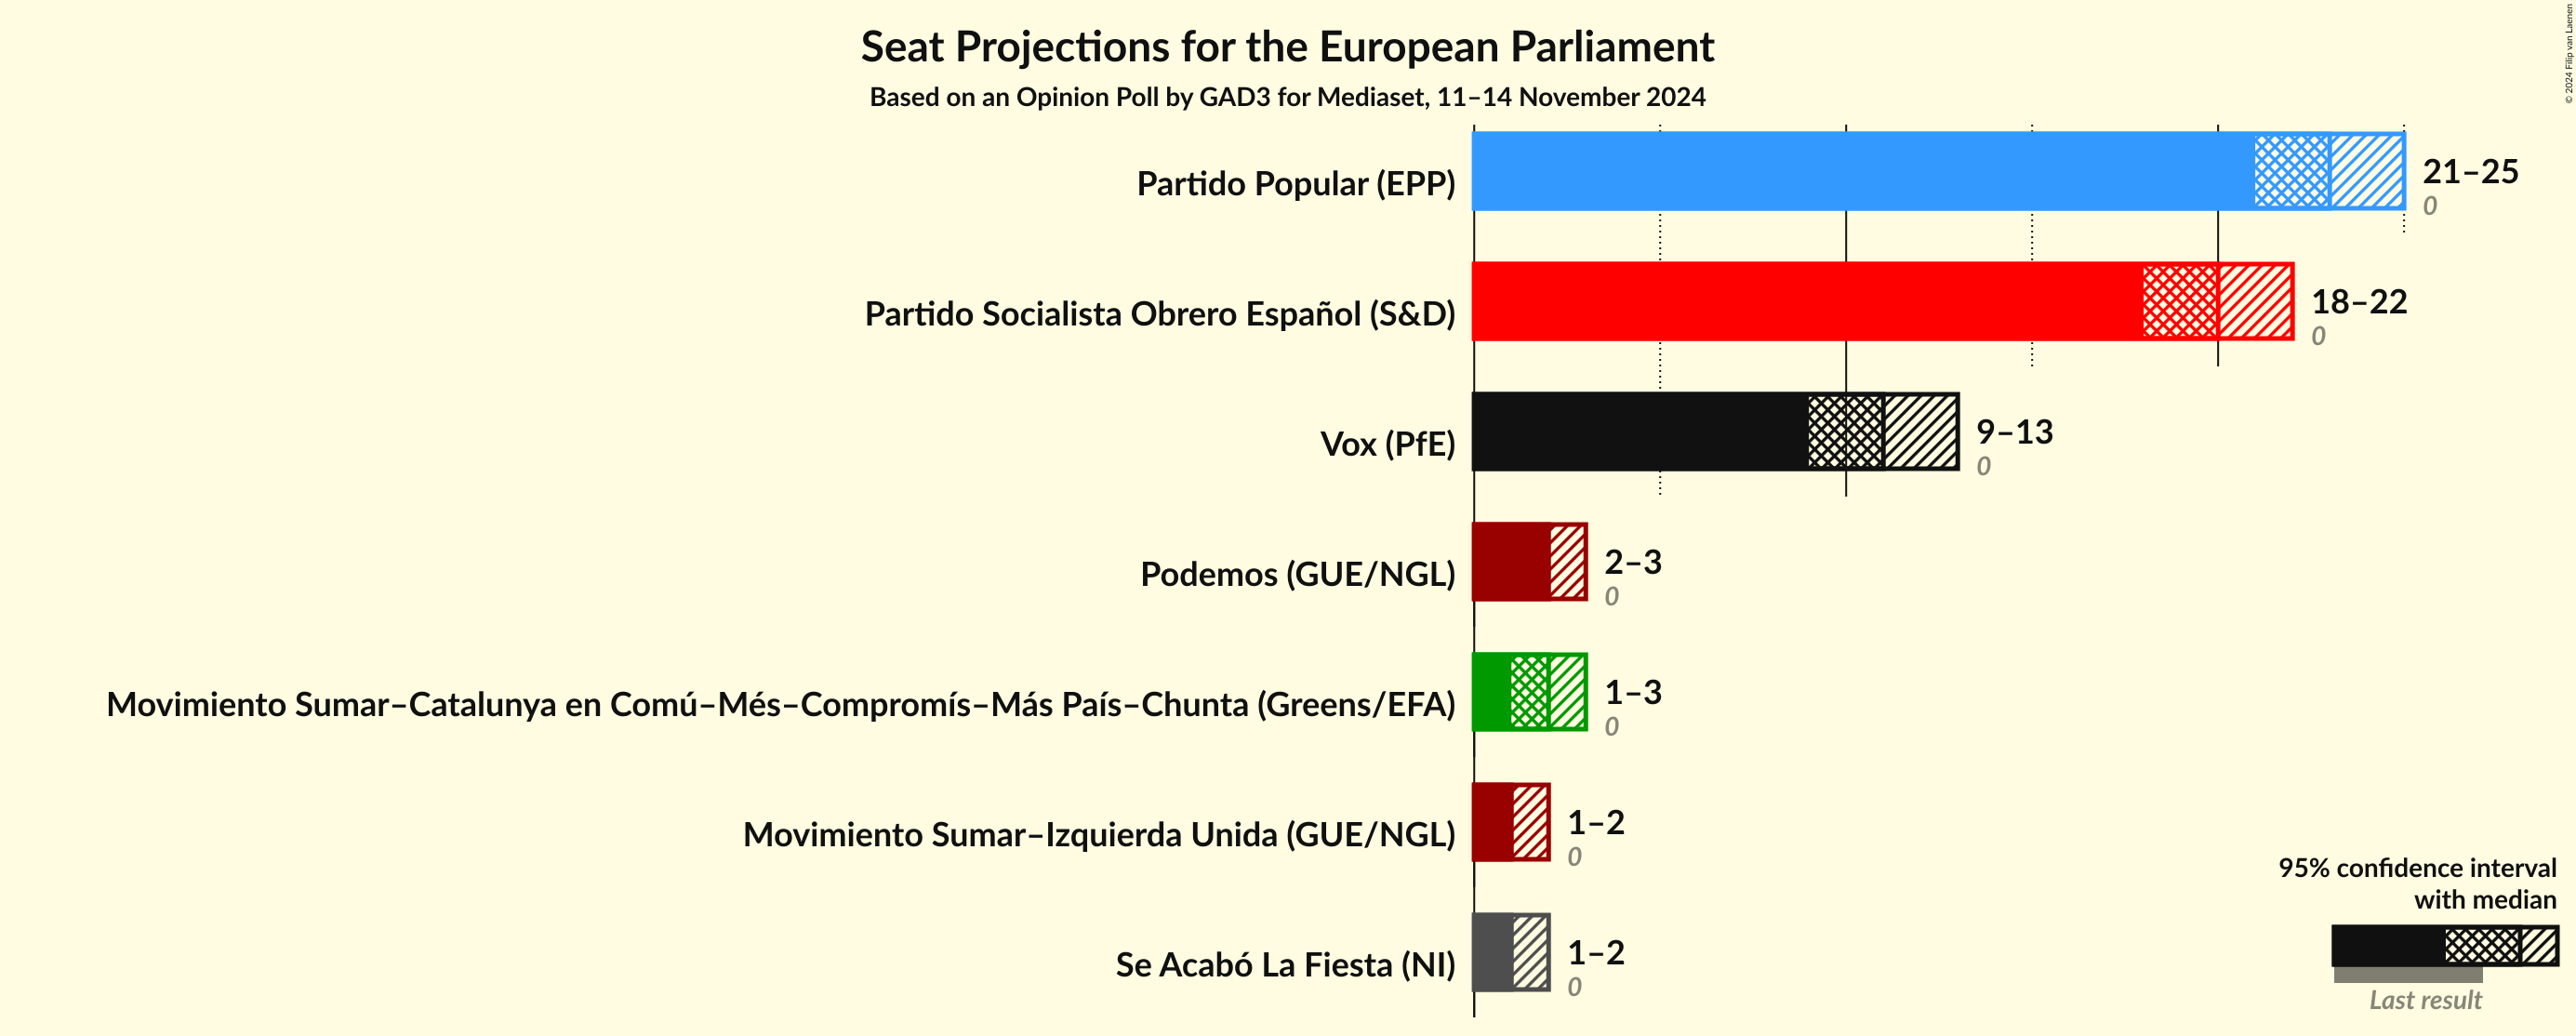 Seat Projections for the European Parliament
Based on an Opinion Poll by GAD3 for Mediaset, 11–14 November 2024
© 2024 Filip van Laenen
Partido Popular (EPP)
21–25
0
Partido Socialista Obrero Español (S&D)
18–22
0
Vox (PfE)
9–13
0
Podemos (GUE/NGL)
2–3
0
Movimiento Sumar–Catalunya en Comú–Més–Compromís–Más País–Chunta (Greens/EFA)
1–3
0
Movimiento Sumar–Izquierda Unida (GUE/NGL)
1–2
0
Se Acabó La Fiesta (NI)
1–2
0
95% confidence interval
with median
Last result